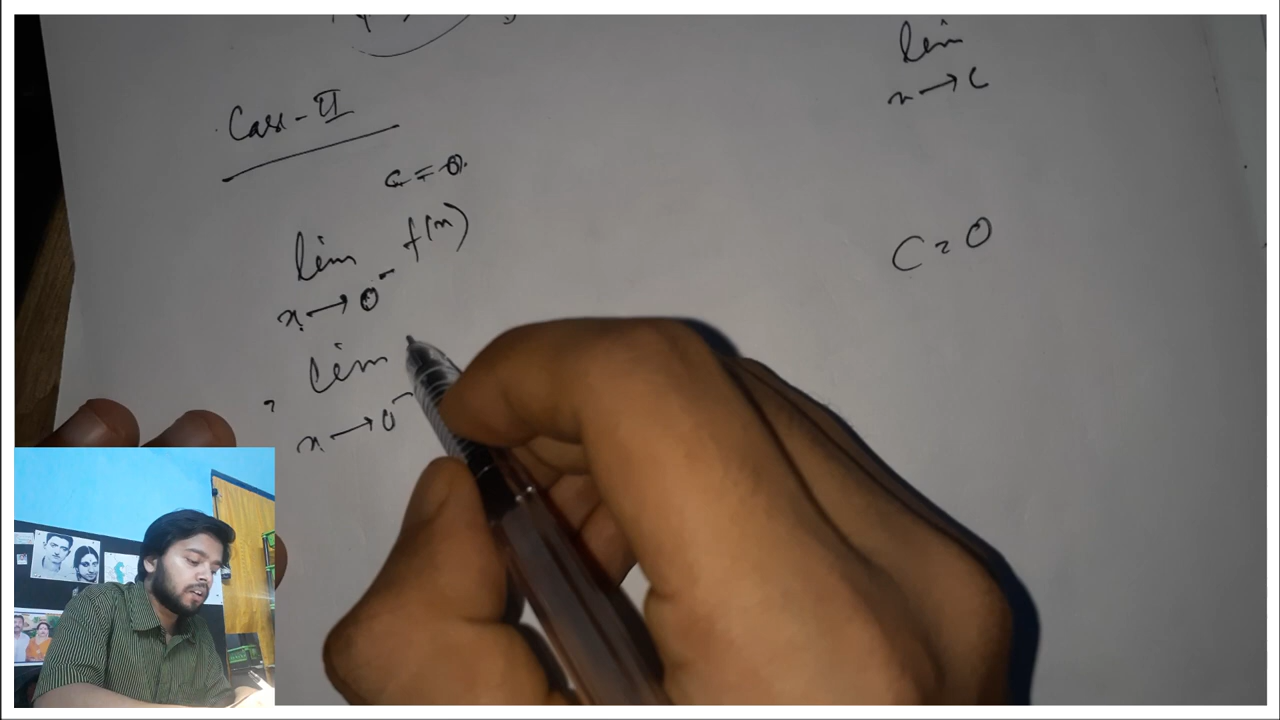 Case-II
c=0.
lim f(x)
x→0⁻
, lim
x→0⁻
lim
x→c
C=0